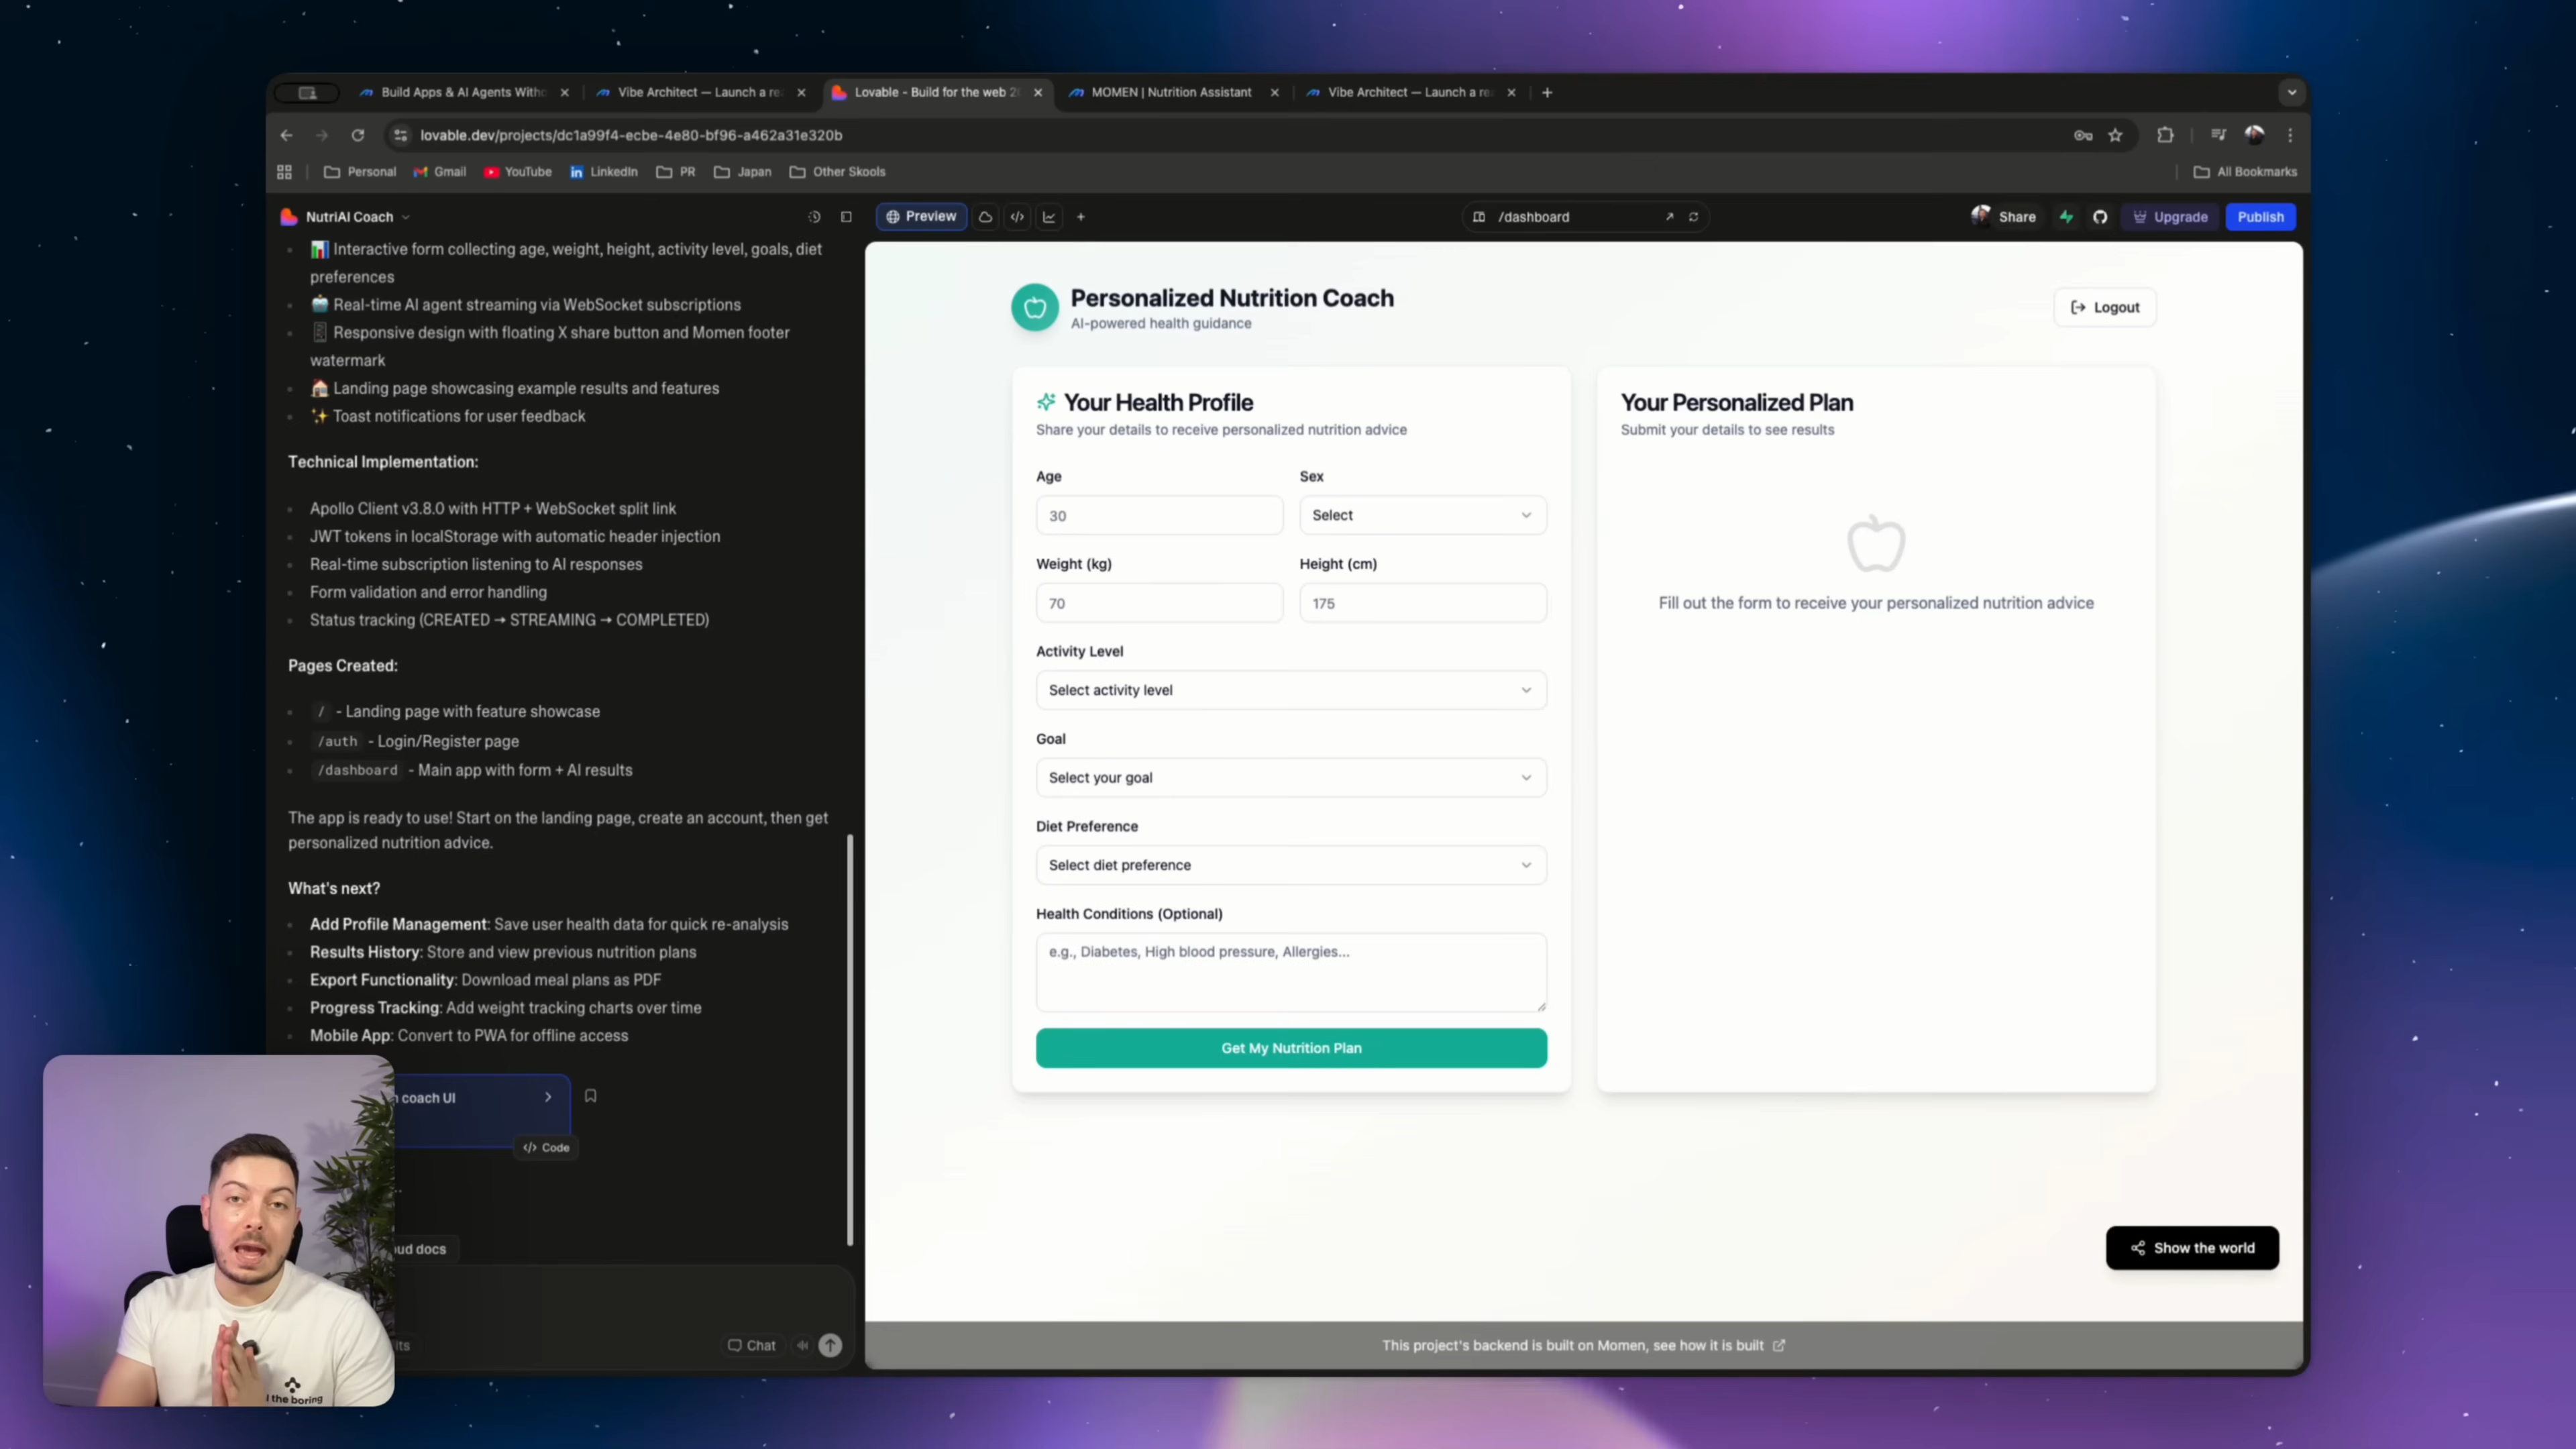 Build Apps & AI Agents Witho
Vibe Architect — Launch a re
Lovable - Build for the web 2
MOMEN | Nutrition Assistant
Vibe Architect — Launch a re
lovable.dev/projects/dc1a99f4-ecbe-4e80-bf96-a462a31e320b
Personal
Gmail
YouTube
LinkedIn
PR
Japan
Other Skools
All Bookmarks
NutriAI Coach
Preview
/dashboard
Share
Upgrade
Publish
Interactive form collecting age, weight, height, activity level, goals, diet
preferences
Real-time AI agent streaming via WebSocket subscriptions
Responsive design with floating X share button and Momen footer
watermark
Landing page showcasing example results and features
Toast notifications for user feedback
Technical Implementation:
Apollo Client v3.8.0 with HTTP + WebSocket split link
JWT tokens in localStorage with automatic header injection
Real-time subscription listening to AI responses
Form validation and error handling
Status tracking (CREATED → STREAMING → COMPLETED)
Pages Created:
/ - Landing page with feature showcase
/auth - Login/Register page
/dashboard - Main app with form + AI results
The app is ready to use! Start on the landing page, create an account, then get
personalized nutrition advice.
What's next?
Add Profile Management: Save user health data for quick re-analysis
Results History: Store and view previous nutrition plans
Export Functionality: Download meal plans as PDF
Progress Tracking: Add weight tracking charts over time
Mobile App: Convert to PWA for offline access
coach UI
Code
docs
Chat
the boring
Personalized Nutrition Coach
AI-powered health guidance
Logout
Your Health Profile
Share your details to receive personalized nutrition advice
Age
Sex
30
Select
Weight (kg)
Height (cm)
70
175
Activity Level
Select activity level
Goal
Select your goal
Diet Preference
Select diet preference
Health Conditions (Optional)
e.g., Diabetes, High blood pressure, Allergies...
Get My Nutrition Plan
Your Personalized Plan
Submit your details to see results
Fill out the form to receive your personalized nutrition advice
Show the world
This project's backend is built on Momen, see how it is built